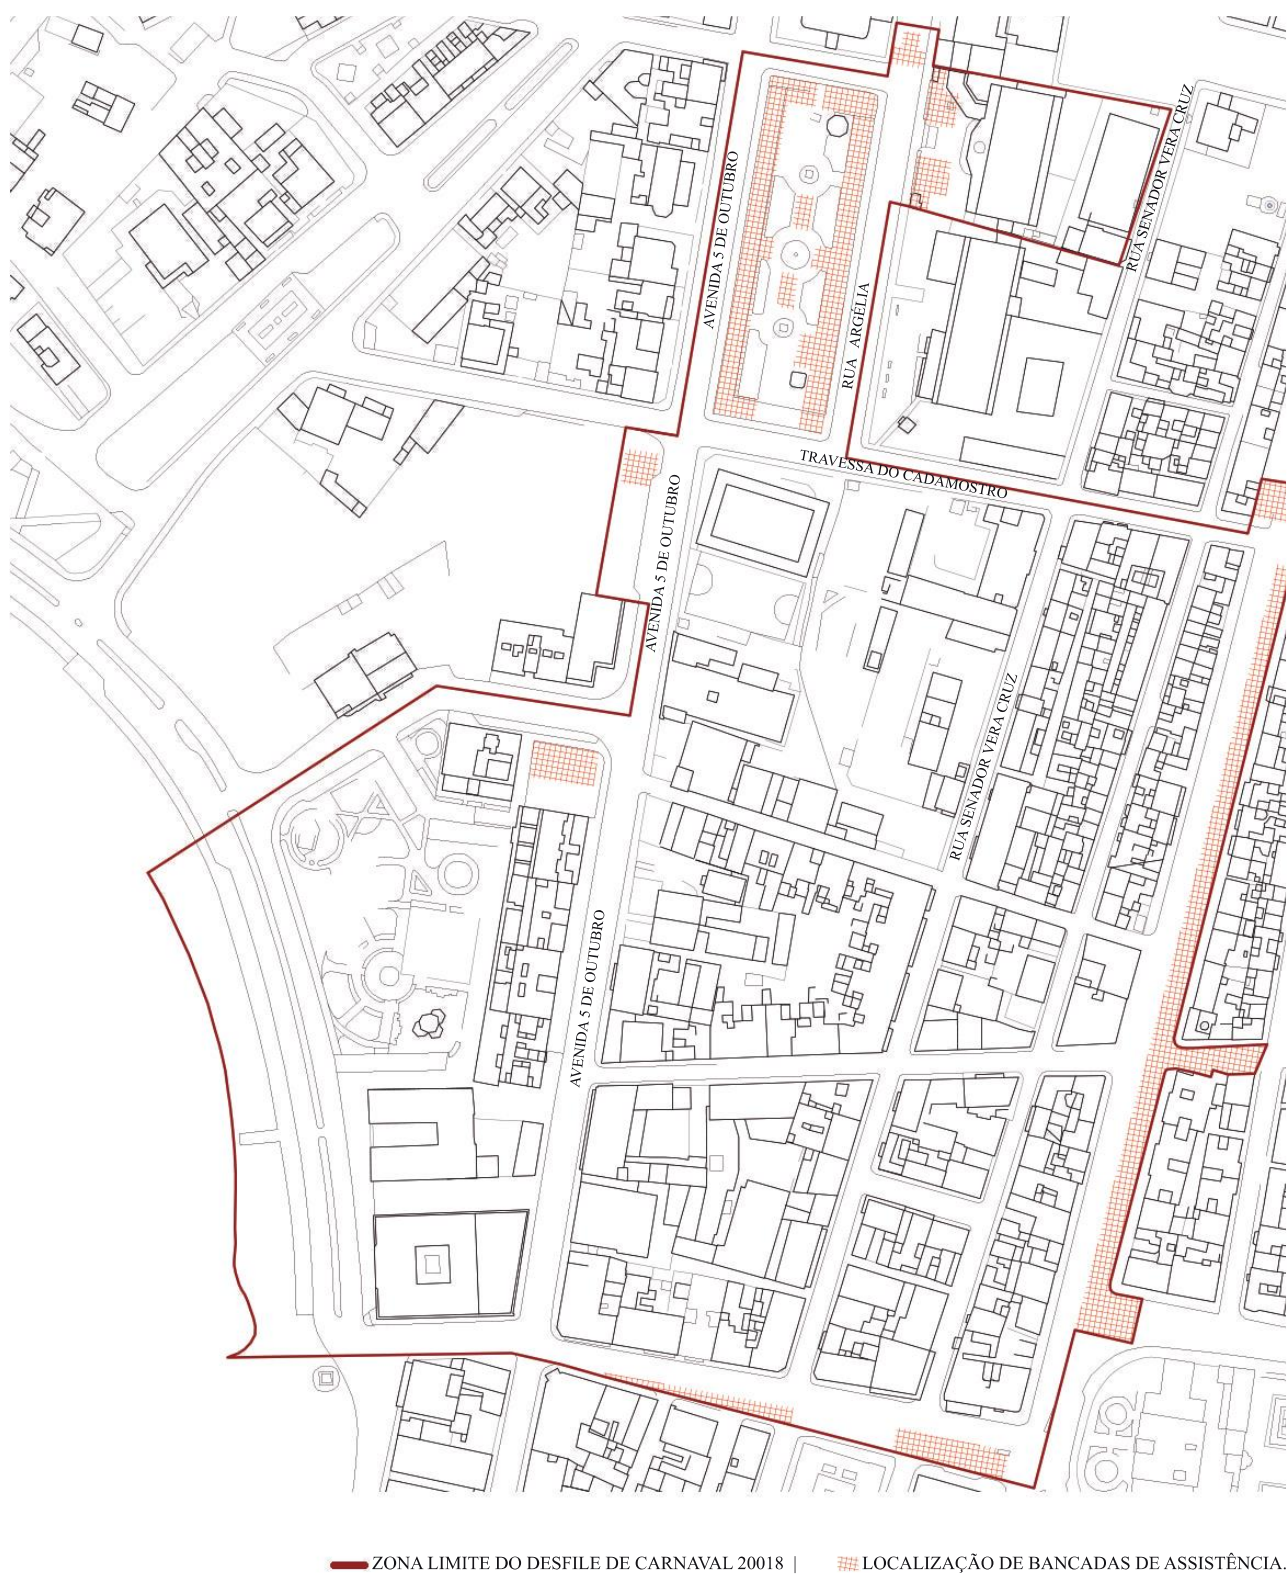 RUA SENADOR VERA CRUZ
AVENIDA 5 DE OUTUBRO
RUA ARGÉLIA
TRAVESSA DO CADAMOSTRO
AVENIDA 5 DE OUTUBRO
RUA SENADOR VERA CRUZ
AVENIDA 5 DE OUTUBRO
ZONA LIMITE DO DESFILE DE CARNAVAL 20018 |
LOCALIZAÇÃO DE BANCADAS DE ASSISTÊNCIA.